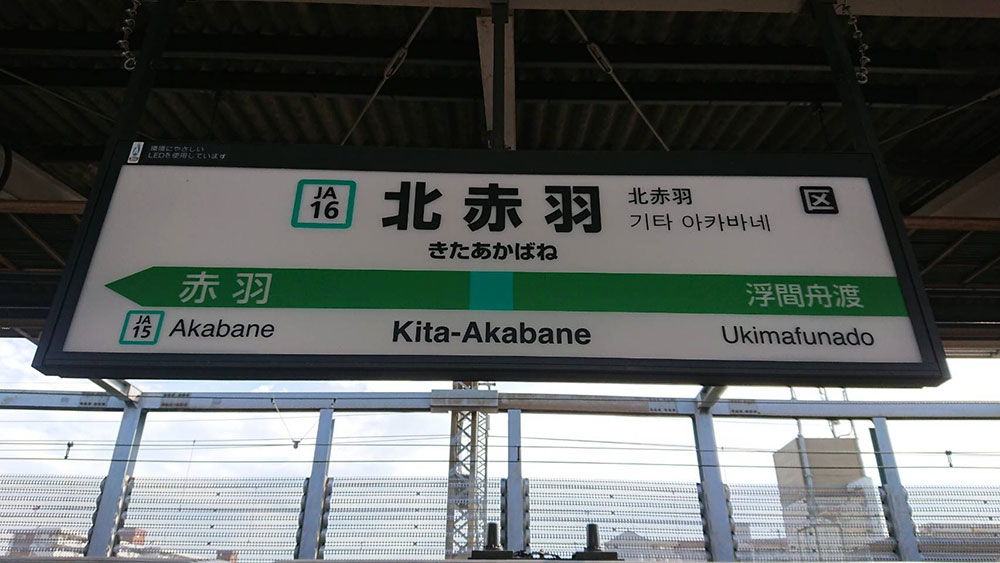 環境にやさしい
LEDを使用しています
JA
16
北赤羽
きたあかばね
北赤羽
기타 아카바네
区
赤羽
浮間舟渡
JA
15
Akabane
Kita-Akabane
Ukimafunado